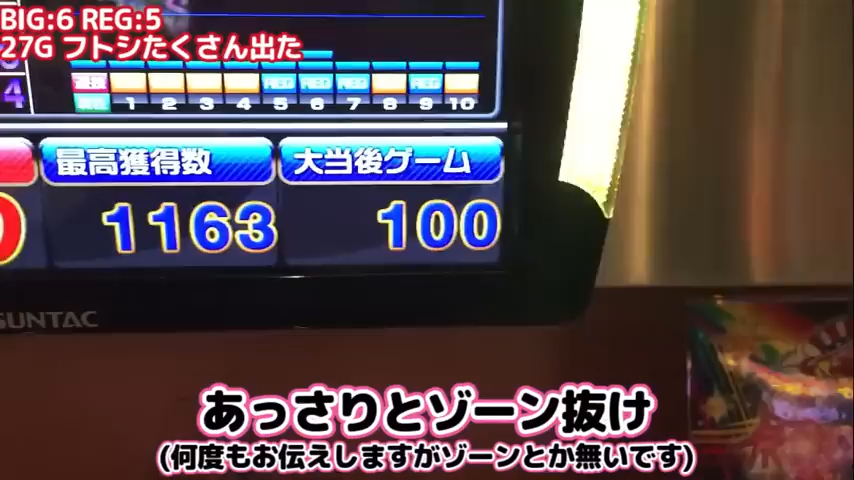 BIG:6 REG:5
27G フトシたくさん出た
4
REG REG REG REG
1 2 3 4 5 6 7 8 9 10
最高獲得数 大当後ゲーム
0 1163 100
SUNTAC
あっさりとゾーン抜け
(何度もお伝えしますがゾーンとか無いです)